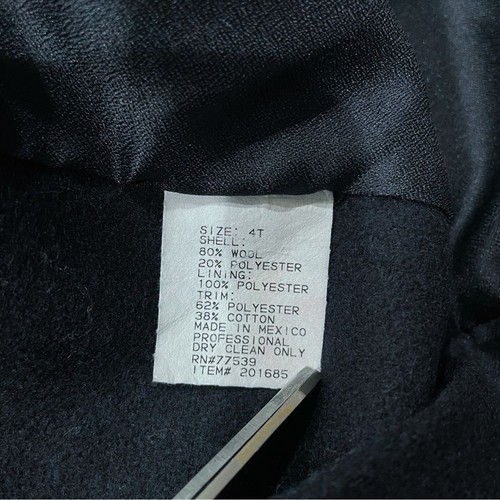 SIZE: 4T
SHELL:
80% WOOL
20% POLYESTER
LINING:
100% POLYESTER
TRIM:
62% POLYESTER
38% COTTON
MADE IN MEXICO
PROFESSIONAL
DRY CLEAN ONLY
RN#77539
ITEM# 201685